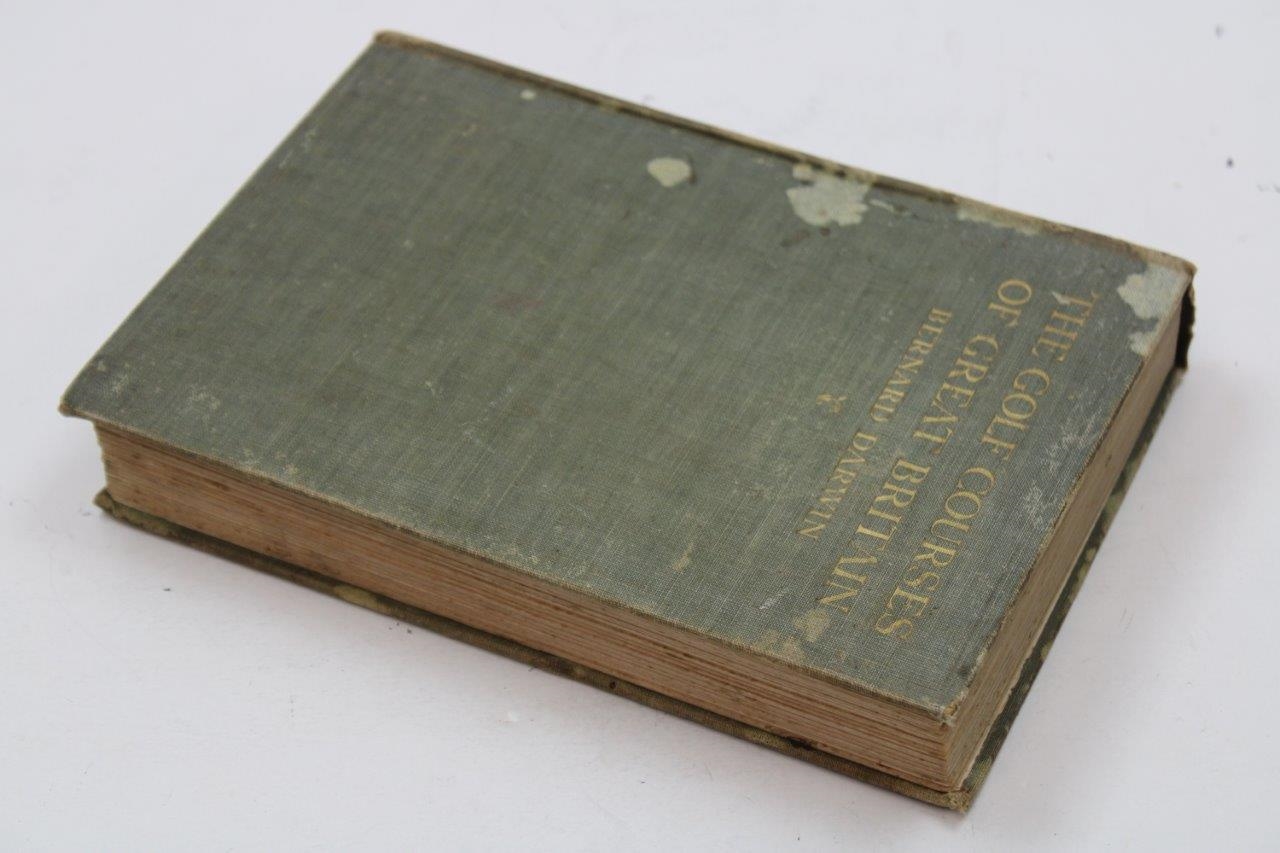 THE GOLF COURSES
OF GREAT BRITAIN
BERNARD DARWIN